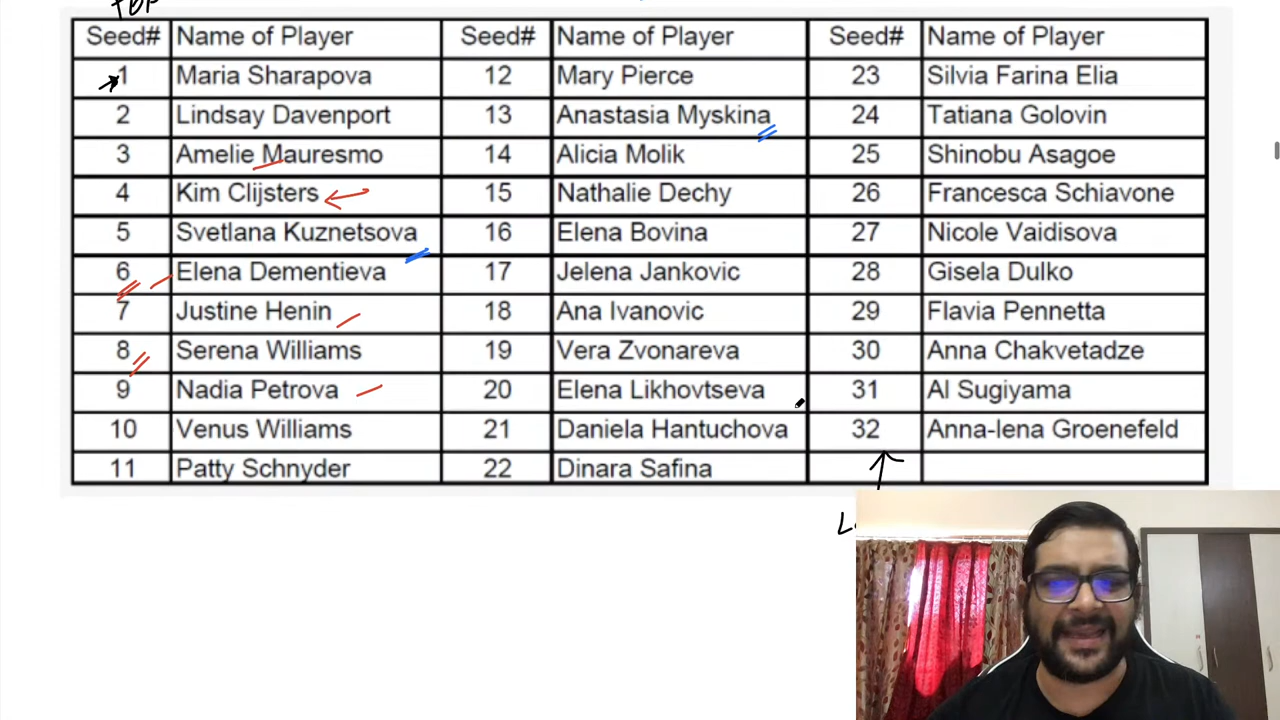 TOP
Seed# Name of Player Seed# Name of Player Seed# Name of Player
1 Maria Sharapova 12 Mary Pierce 23 Silvia Farina Elia
2 Lindsay Davenport 13 Anastasia Myskina 24 Tatiana Golovin
3 Amelie Mauresmo 14 Alicia Molik 25 Shinobu Asagoe
4 Kim Clijsters 15 Nathalie Dechy 26 Francesca Schiavone
5 Svetlana Kuznetsova 16 Elena Bovina 27 Nicole Vaidisova
6 Elena Dementieva 17 Jelena Jankovic 28 Gisela Dulko
7 Justine Henin 18 Ana Ivanovic 29 Flavia Pennetta
8 Serena Williams 19 Vera Zvonareva 30 Anna Chakvetadze
9 Nadia Petrova 20 Elena Likhovtseva 31 Al Sugiyama
10 Venus Williams 21 Daniela Hantuchova 32 Anna-lena Groenefeld
11 Patty Schnyder 22 Dinara Safina